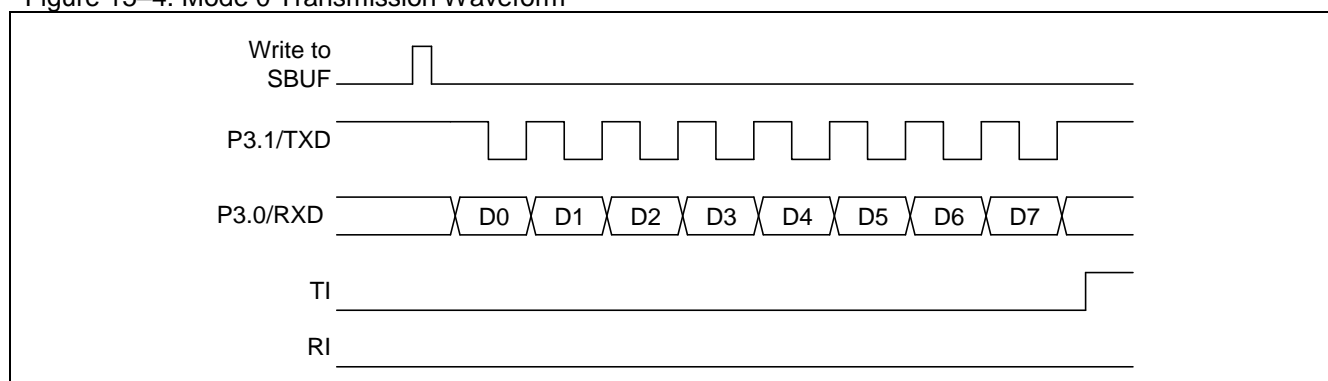 Figure 15–4. Mode 0 Transmission Waveform
Write to
SBUF
P3.1/TXD
P3.0/RXD
D0 D1 D2 D3 D4 D5 D6 D7
TI
RI